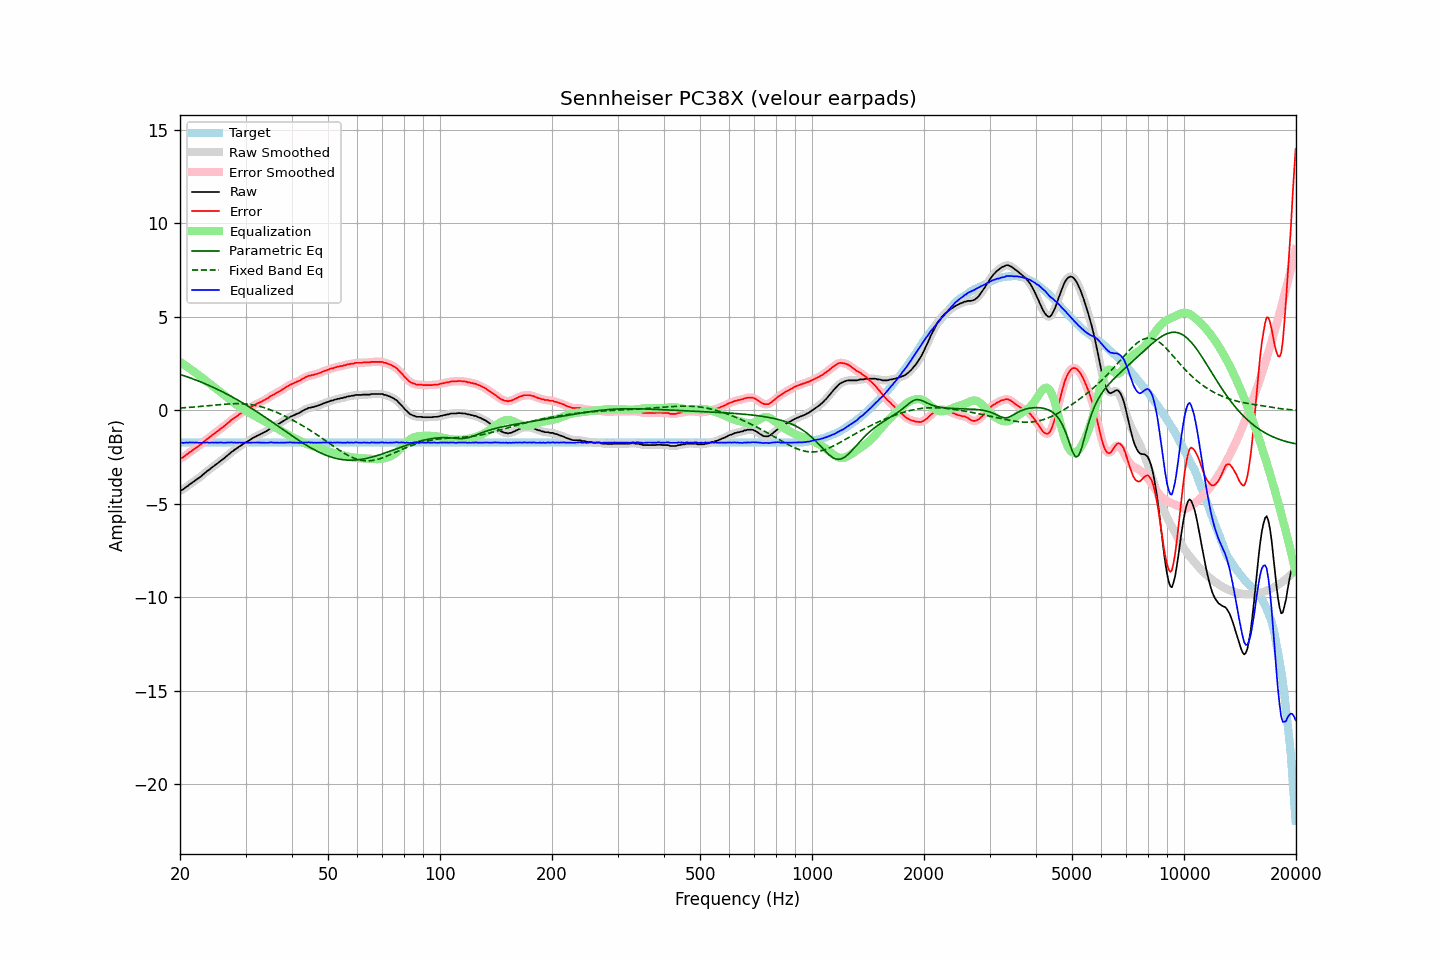 Sennheiser PC38X (velour earpads)
Target
Raw Smoothed
Error Smoothed
Raw
Error
Equalization
Parametric Eq
Fixed Band Eq
Equalized
15
10
5
0
−5
−10
−15
−20
Amplitude (dBr)
20 50 100 200 500 1000 2000 5000 10000 20000
Frequency (Hz)